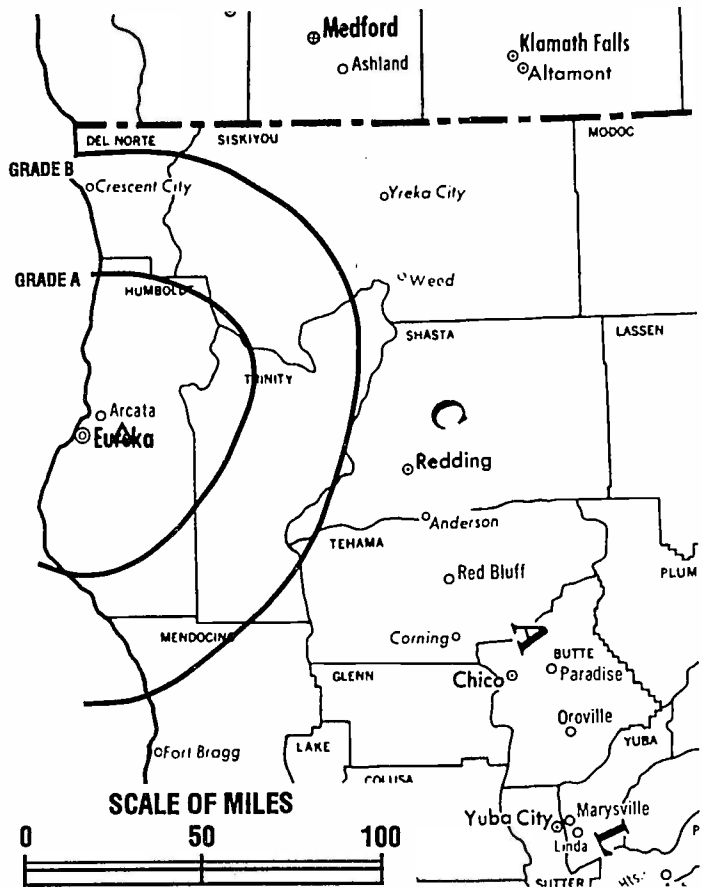 Medford
Ashland
Klamath Falls
Altamont
DEL NORTE
SISKIYOU
MODOC
GRADE B
Crescent City
Yreka City
GRADE A
HUMBOLDT
Weed
SHASTA
LASSEN
TRINITY
Arcata
Eureka
C
Redding
Anderson
TEHAMA
Red Bluff
PLUM
MENDOCINO
Corning
A
BUTTE
GLENN
Chico
Paradise
Oroville
LAKE
YUBA
Fort Bragg
COLUSA
SCALE OF MILES
0 50 100
Yuba City
Marysville
Linda
L
P
SUTTER
Hts.